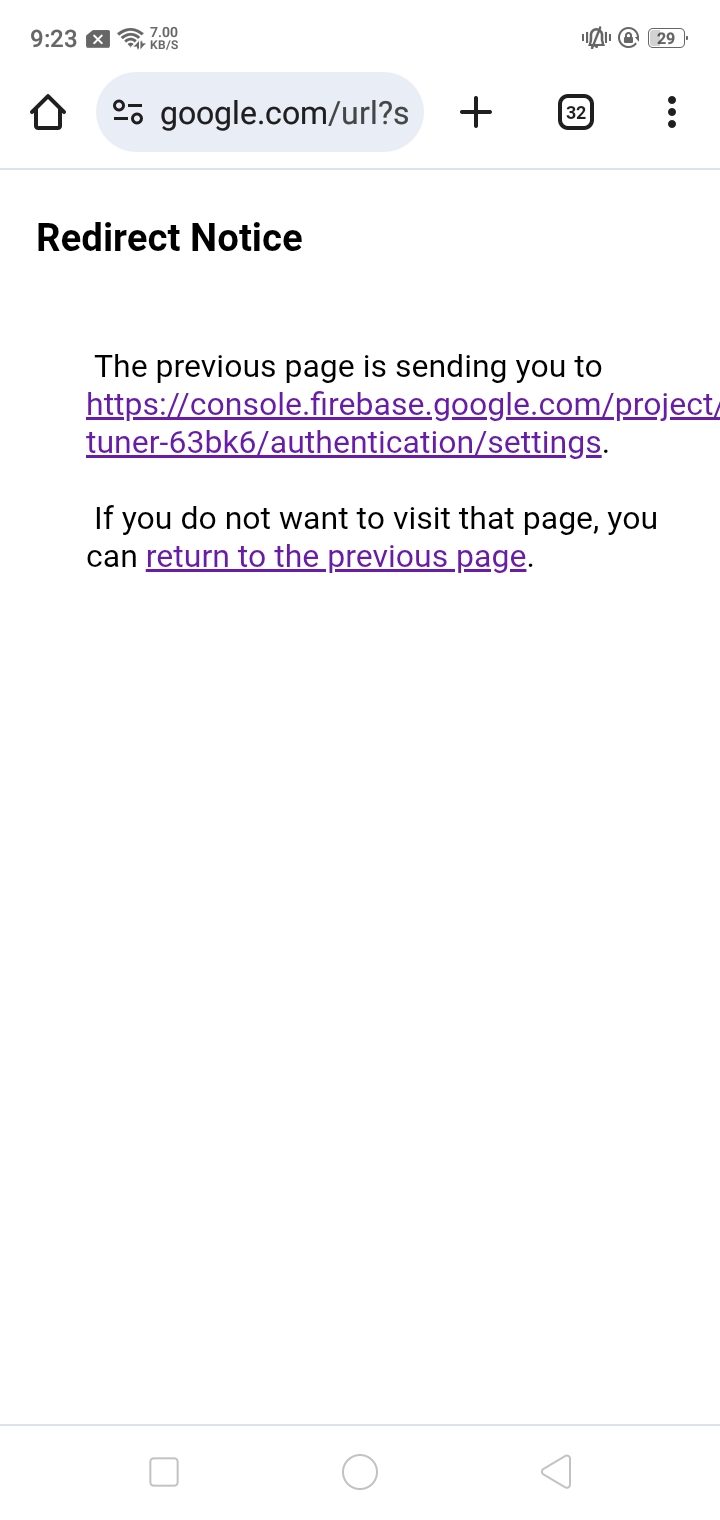 9:23
7.00
KB/S
29
google.com/url?s
32
Redirect Notice
The previous page is sending you to
https://console.firebase.google.com/project/
tuner-63bk6/authentication/settings.
If you do not want to visit that page, you
can return to the previous page.